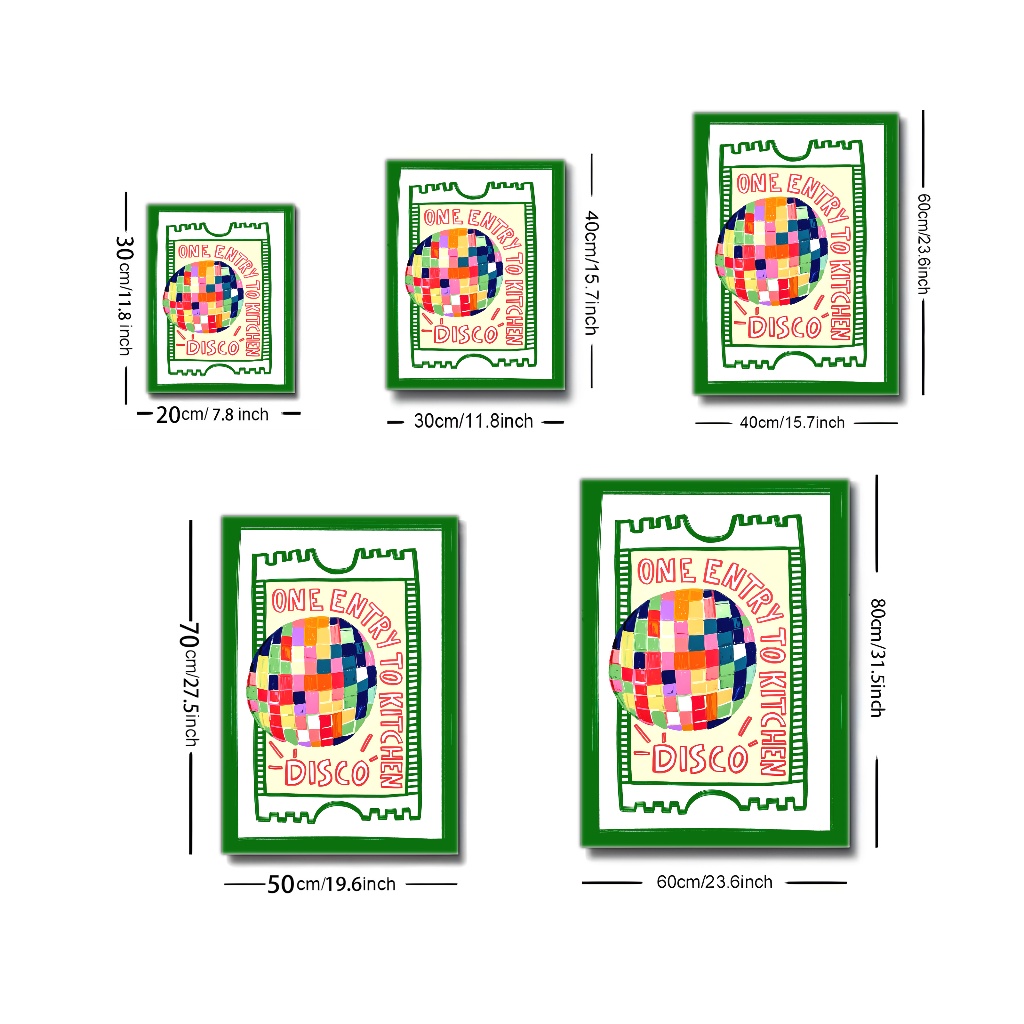 ONE ENTRY TO KITCHEN
DISCO
30cm/11.8 inch
20cm/ 7.8 inch
ONE ENTRY TO KITCHEN
DISCO
40cm/15.7inch
30cm/11.8inch
ONE ENTRY TO KITCHEN
DISCO
60cm/23.6inch
40cm/15.7inch
ONE ENTRY TO KITCHEN
DISCO
70cm/27.5inch
50cm/19.6inch
ONE ENTRY TO KITCHEN
DISCO
80cm/31.5inch
60cm/23.6inch